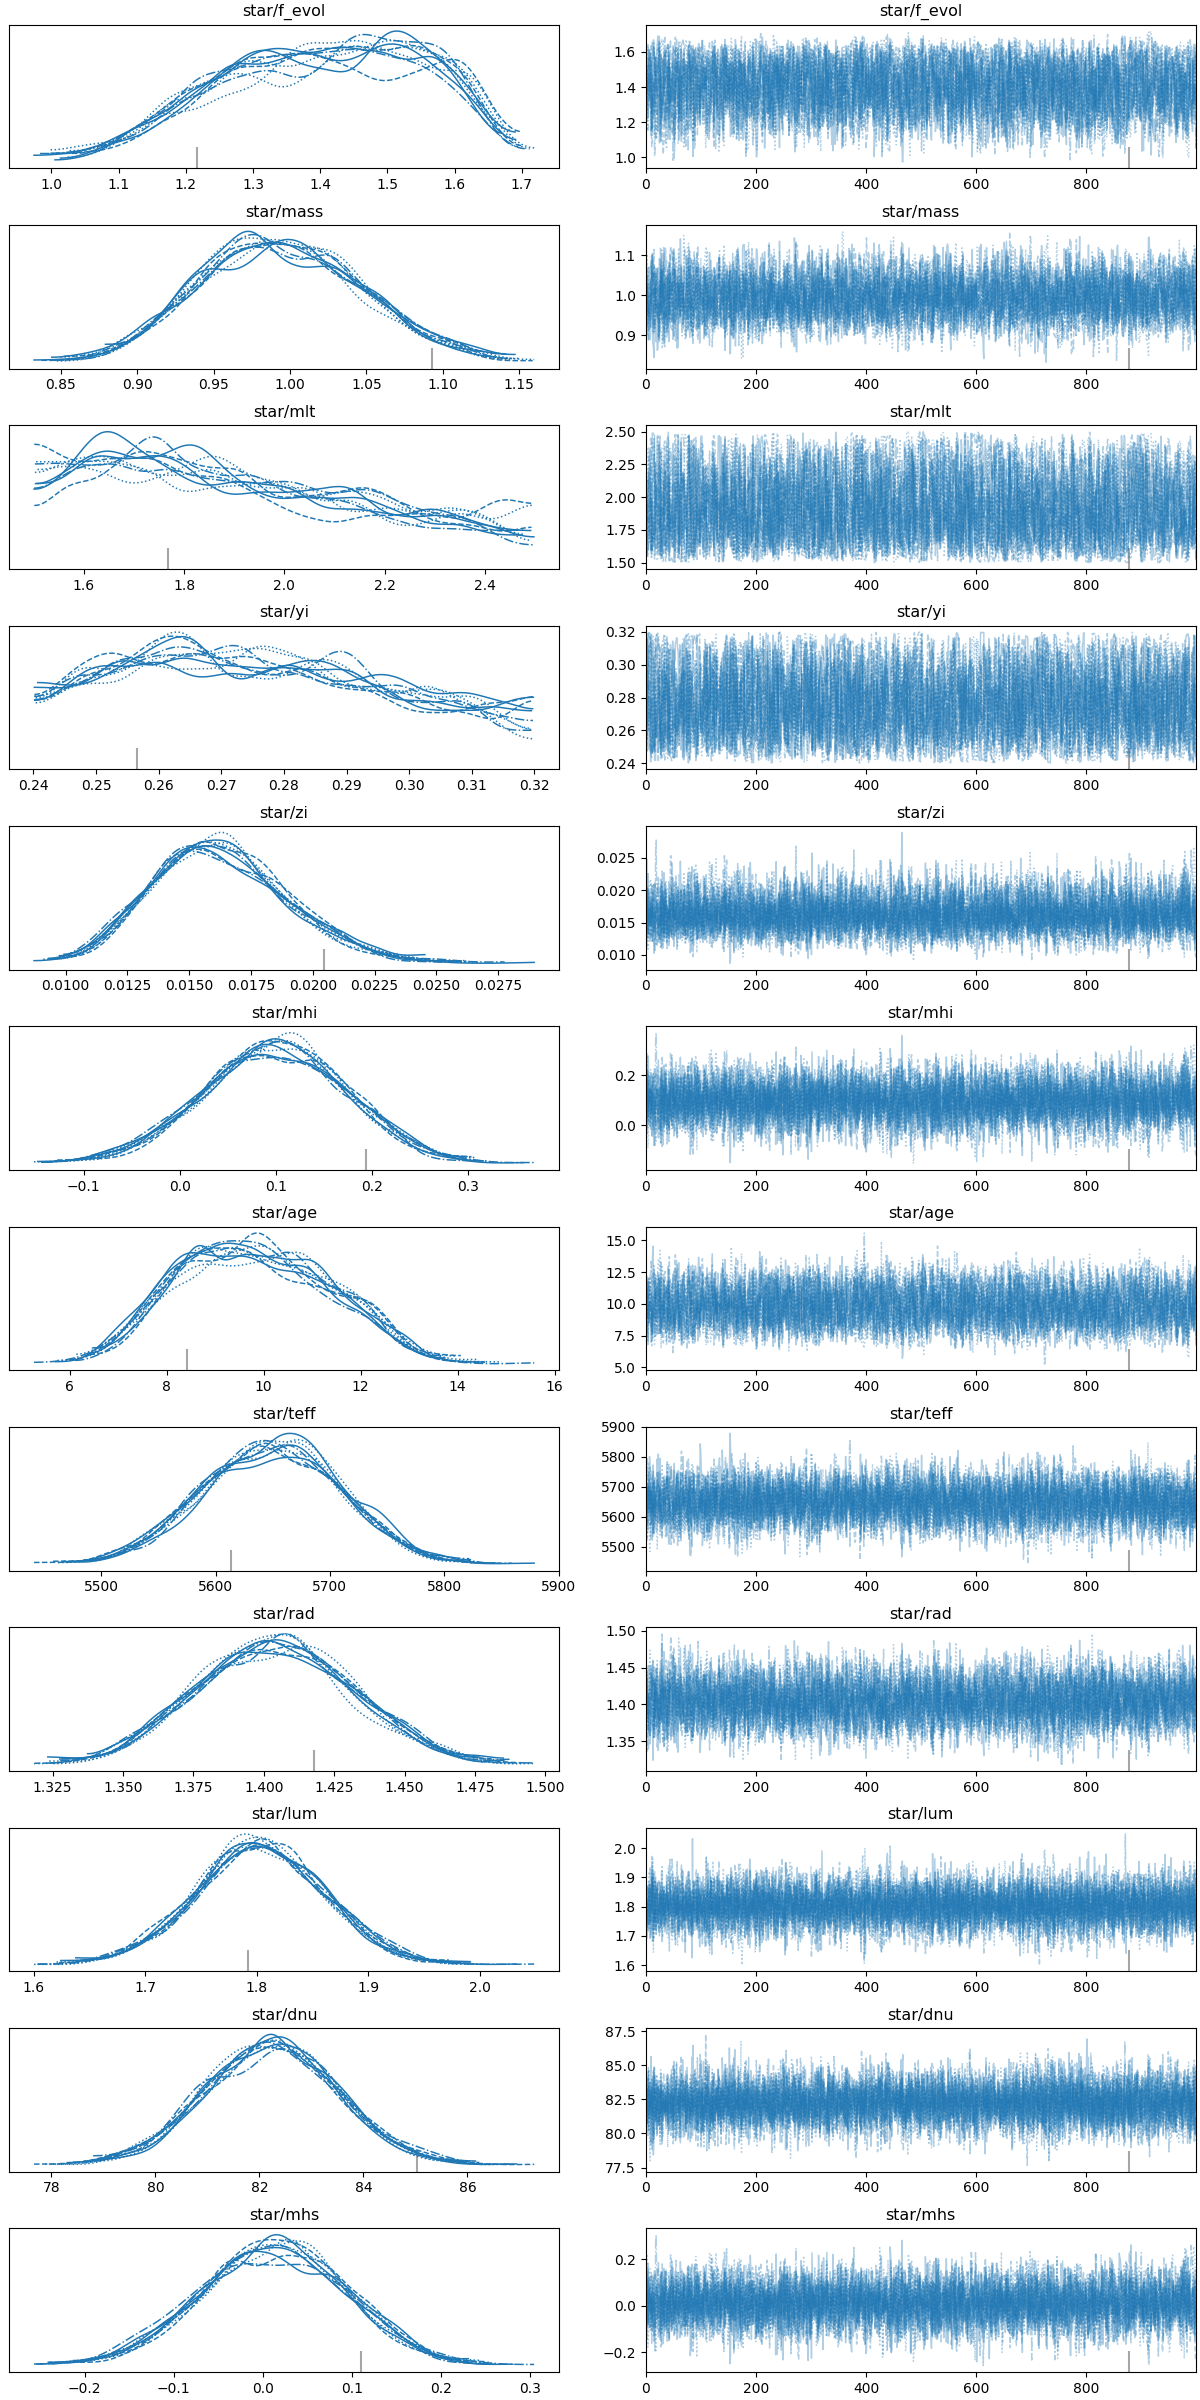 star/f_evol star/f_evol
1.6
1.4
1.2
1.0
1.0 1.1 1.2 1.3 1.4 1.5 1.6 1.7 0 200 400 600 800
star/mass star/mass
1.1
1.0
0.9
0.85 0.90 0.95 1.00 1.05 1.10 1.15 0 200 400 600 800
star/mlt star/mlt
2.50
2.25
2.00
1.75
1.50
1.6 1.8 2.0 2.2 2.4 0 200 400 600 800
star/yi star/yi
0.32
0.30
0.28
0.26
0.24
0.24 0.25 0.26 0.27 0.28 0.29 0.30 0.31 0.32 0 200 400 600 800
star/zi star/zi
0.025
0.020
0.015
0.010
0.0100 0.0125 0.0150 0.0175 0.0200 0.0225 0.0250 0.0275 0 200 400 600 800
star/mhi star/mhi
0.2
0.0
−0.1 0.0 0.1 0.2 0.3 0 200 400 600 800
star/age star/age
15.0
12.5
10.0
7.5
5.0
6 8 10 12 14 16 0 200 400 600 800
star/teff star/teff
5900
5800
5700
5600
5500
5500 5600 5700 5800 5900 0 200 400 600 800
star/rad star/rad
1.50
1.45
1.40
1.35
1.325 1.350 1.375 1.400 1.425 1.450 1.475 1.500 0 200 400 600 800
star/lum star/lum
2.0
1.9
1.8
1.7
1.6
1.6 1.7 1.8 1.9 2.0 0 200 400 600 800
star/dnu star/dnu
87.5
85.0
82.5
80.0
77.5
78 80 82 84 86 0 200 400 600 800
star/mhs star/mhs
0.2
0.0
−0.2
−0.2 −0.1 0.0 0.1 0.2 0.3 0 200 400 600 800